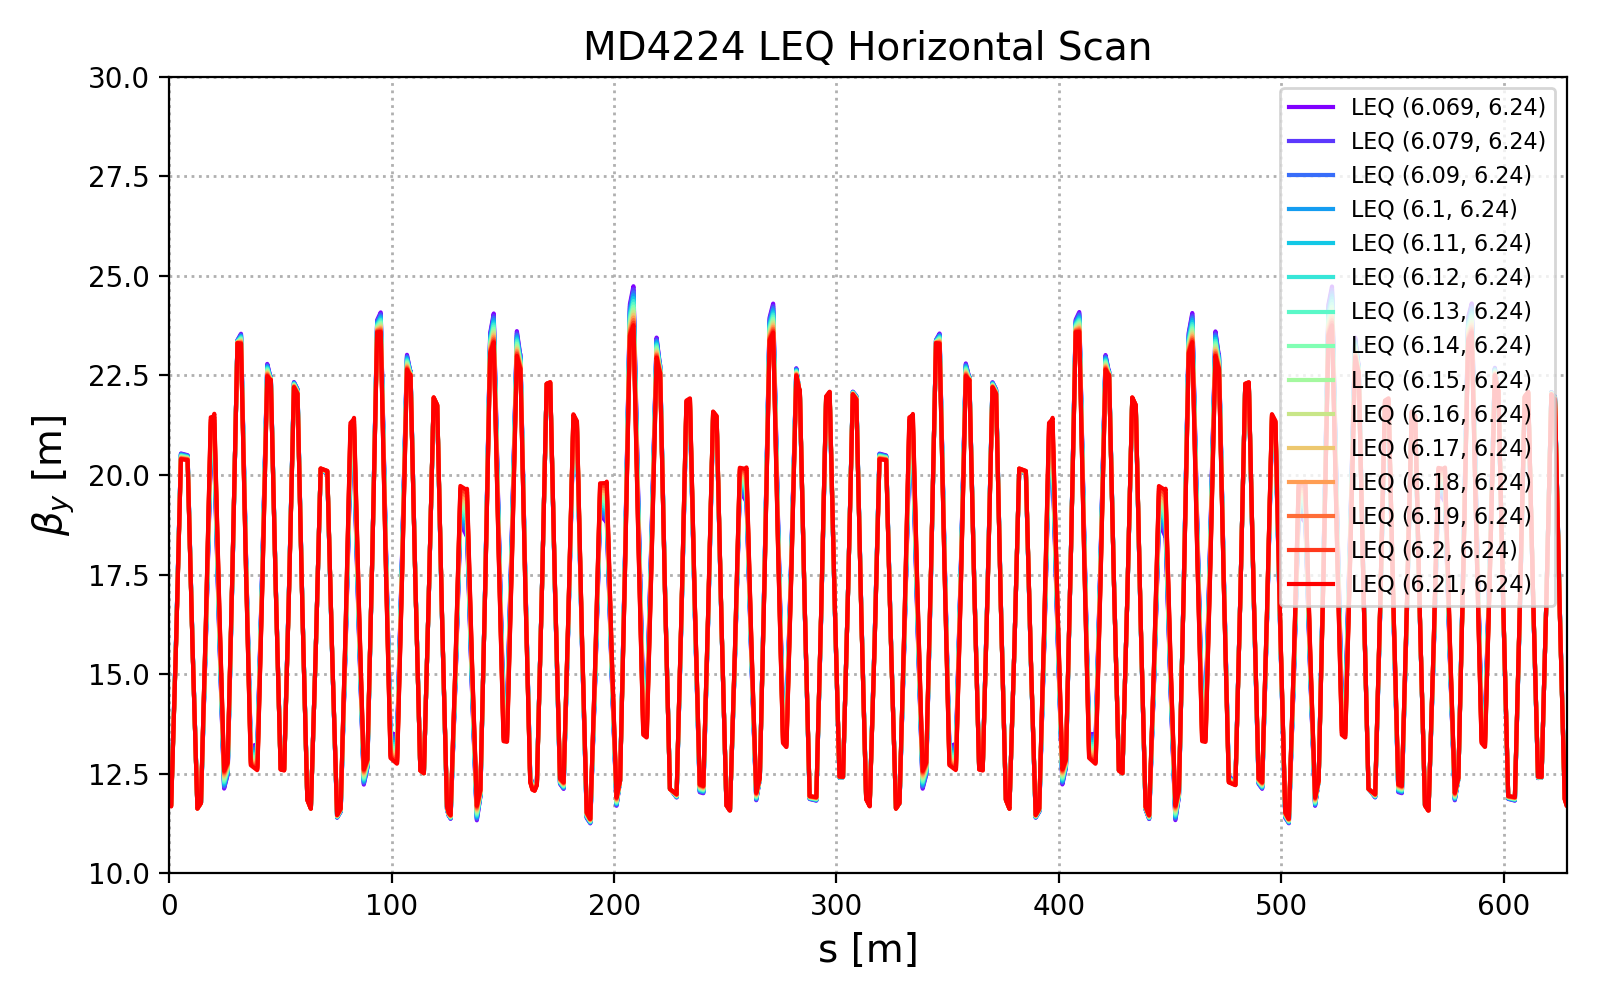 MD4224 LEQ Horizontal Scan
30.0
27.5
25.0
22.5
20.0
17.5
15.0
12.5
10.0
βy [m]
0 100 200 300 400 500 600
s [m]
LEQ (6.069, 6.24)
LEQ (6.079, 6.24)
LEQ (6.09, 6.24)
LEQ (6.1, 6.24)
LEQ (6.11, 6.24)
LEQ (6.12, 6.24)
LEQ (6.13, 6.24)
LEQ (6.14, 6.24)
LEQ (6.15, 6.24)
LEQ (6.16, 6.24)
LEQ (6.17, 6.24)
LEQ (6.18, 6.24)
LEQ (6.19, 6.24)
LEQ (6.2, 6.24)
LEQ (6.21, 6.24)